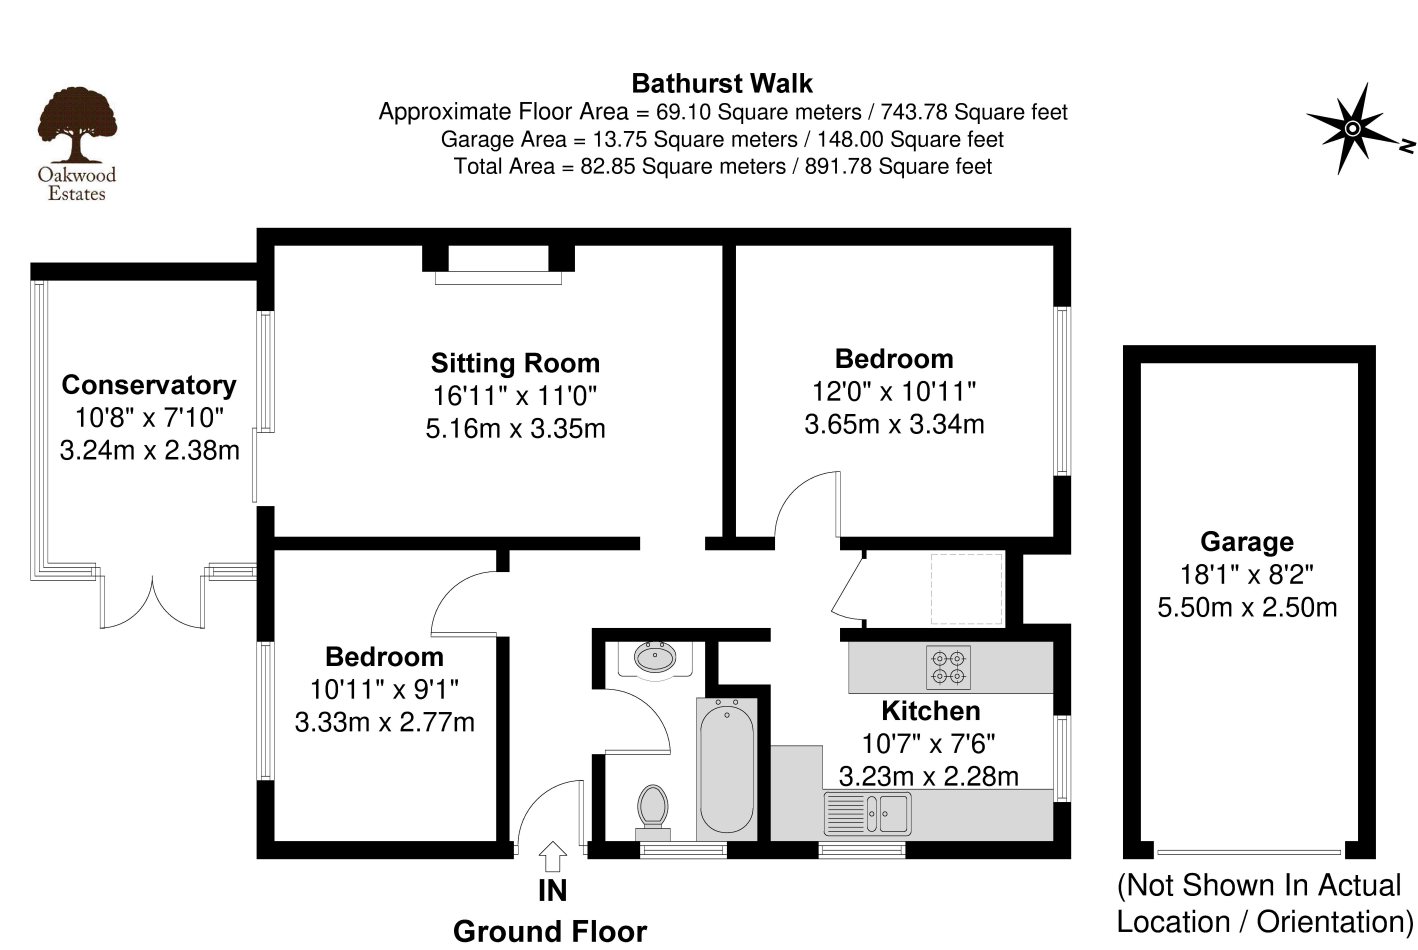 Bathurst Walk
Approximate Floor Area = 69.10 Square meters / 743.78 Square feet
Garage Area = 13.75 Square meters / 148.00 Square feet
Total Area = 82.85 Square meters / 891.78 Square feet
Oakwood
Estates
N
Conservatory
10'8" x 7'10"
3.24m x 2.38m
Sitting Room
16'11" x 11'0"
5.16m x 3.35m
Bedroom
12'0" x 10'11"
3.65m x 3.34m
Garage
18'1" x 8'2"
5.50m x 2.50m
Bedroom
10'11" x 9'1"
3.33m x 2.77m
Kitchen
10'7" x 7'6"
3.23m x 2.28m
IN
Ground Floor
(Not Shown In Actual
Location / Orientation)